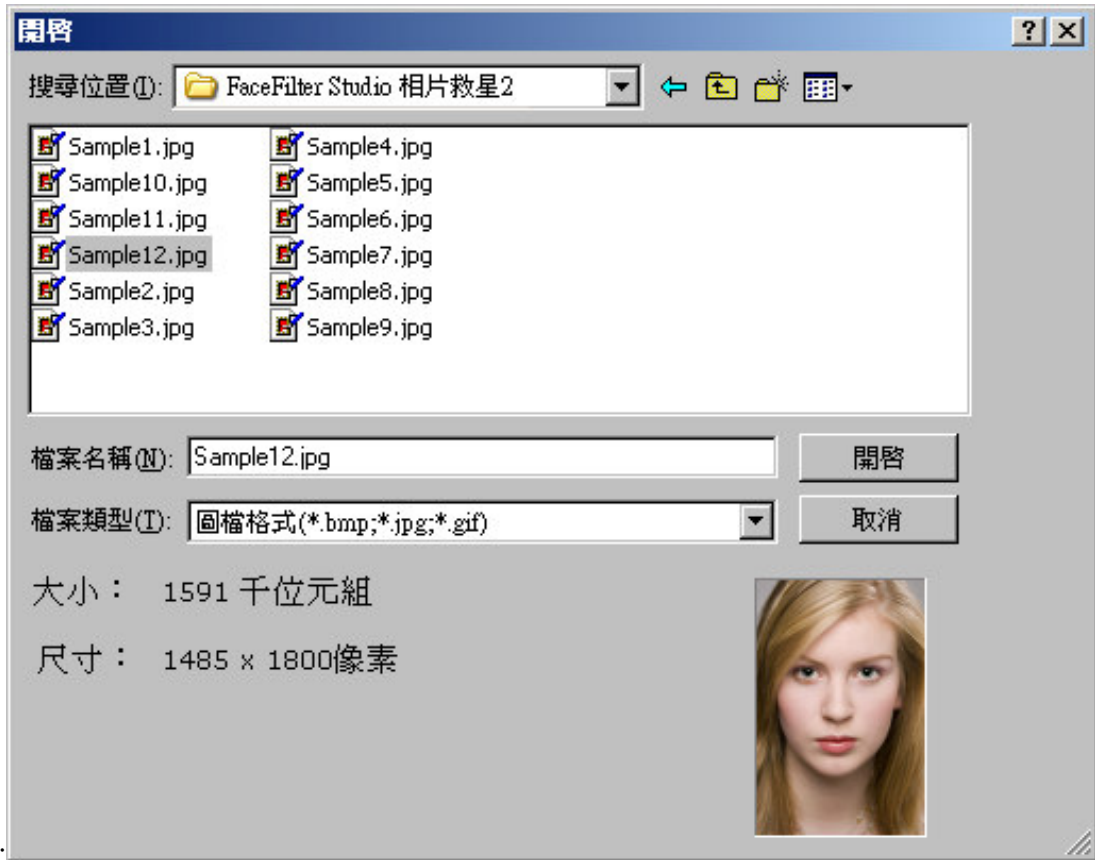 開啓
搜尋位置(I): FaceFilter Studio 相片救星2
Sample1.jpg
Sample10.jpg
Sample11.jpg
Sample12.jpg
Sample2.jpg
Sample3.jpg
Sample4.jpg
Sample5.jpg
Sample6.jpg
Sample7.jpg
Sample8.jpg
Sample9.jpg
檔案名稱(N): Sample12.jpg 開啓
檔案類型(T): 圖檔格式(*.bmp;*.jpg;*.gif) 取消
大小： 1591 千位元組
尺寸： 1485 x 1800像素
.